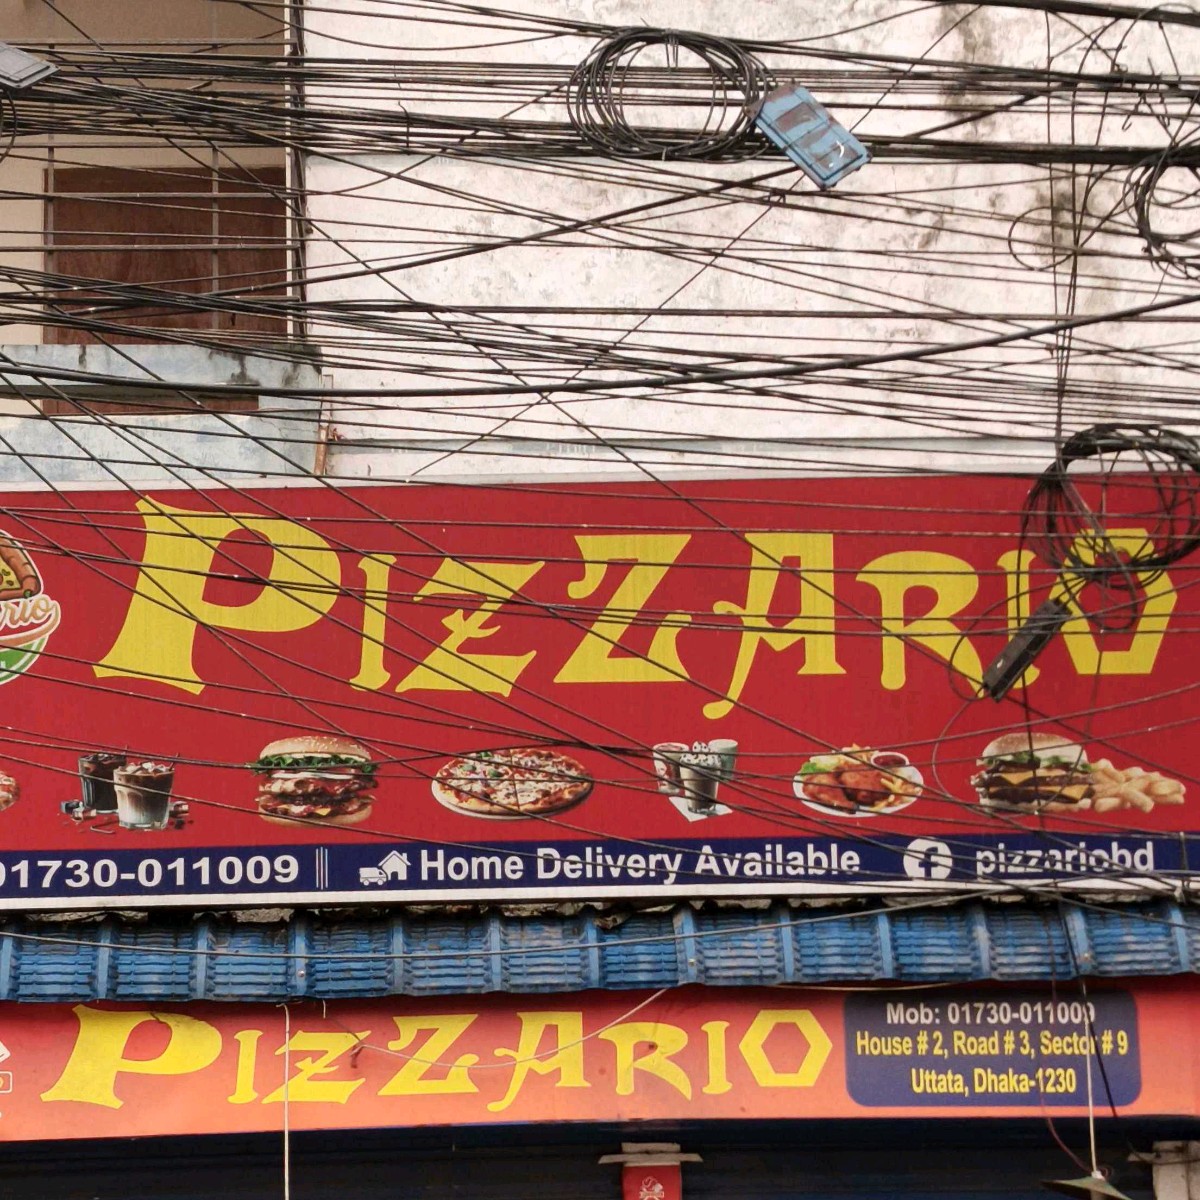 PIZZARIO
rio
01730-011009
Home Delivery Available
pizzariobd
PIZZARIO
Mob: 01730-011009
House # 2, Road # 3, Sector # 9
Uttata, Dhaka-1230